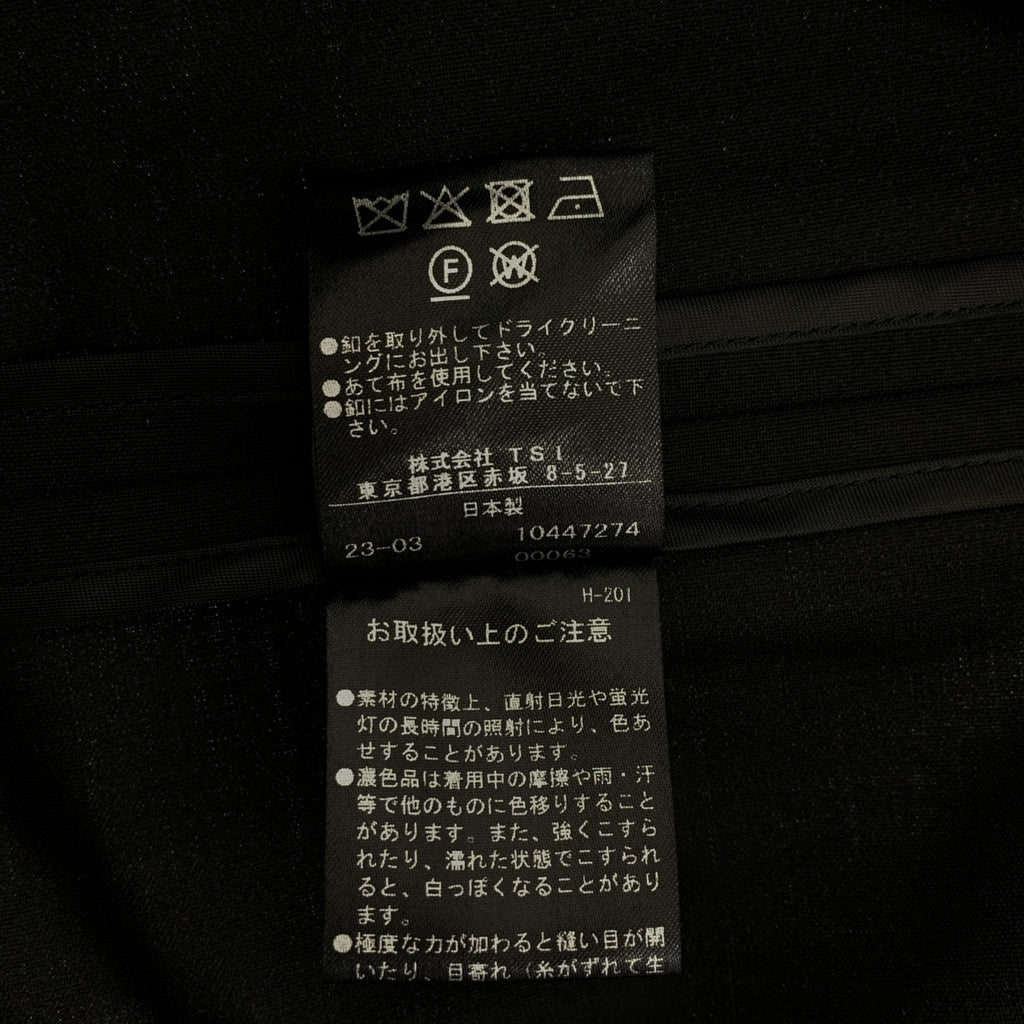 F W
●釦を取り外してドライクリーニ
ングにお出し下さい。
●あて布を使用してください。
●釦にはアイロンを当てないで下
さい。
株式会社 TSI
東京都港区赤坂 8-5-27
日本製
23-03 10447274
00063
H-201
お取扱い上のご注意
●素材の特徴上、直射日光や蛍光
灯の長時間の照射により、色あ
せすることがあります。
●濃色品は着用中の摩擦や雨・汗
等で他のものに色移りすること
があります。また、強くこすら
れたり、濡れた状態でこすられ
ると、白っぽくなることがあり
ます。
●極度な力が加わると縫い目が開
いたり、目寄れ（糸がずれて生